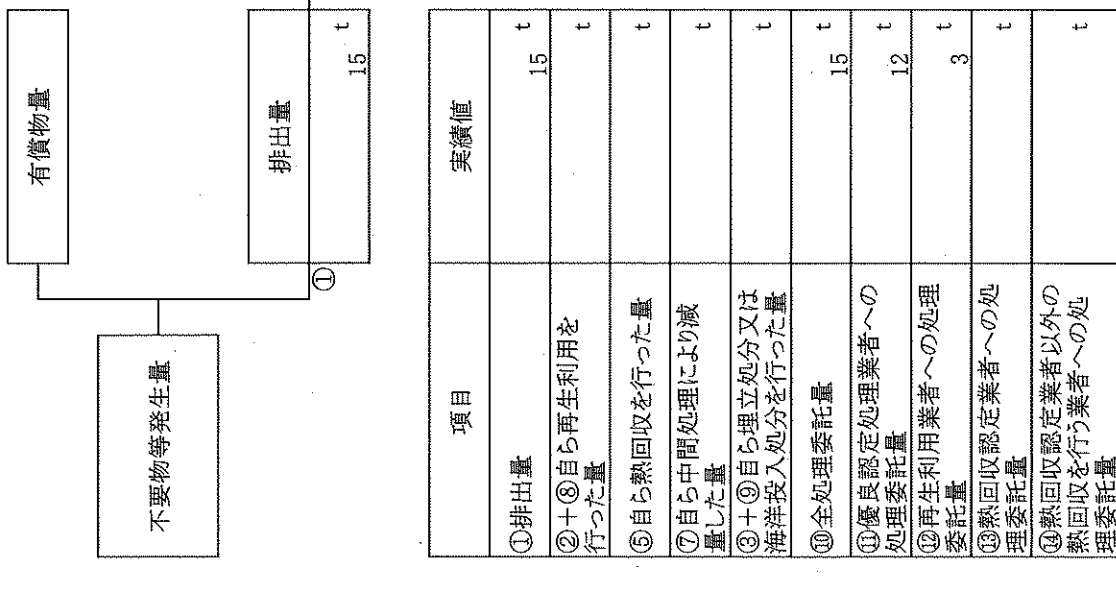 不要物等発生量
有償物量
排出量
①
15 t
項目
実績値
①排出量
15 t
②+⑧自ら再生利用を
行った量
t
⑤自ら熱回収を行った量
t
⑦自ら中間処理により減
量した量
t
③+⑨自ら埋立処分又は
海洋投入処分を行った量
t
⑩全処理委託量
15 t
⑪優良認定処理業者への
処理委託量
12 t
⑫再生利用業者への処理
委託量
3 t
⑬熱回収認定業者への処
理委託量
t
⑭熱回収認定業者以外の
熱回収を行う業者への処
理委託量
t